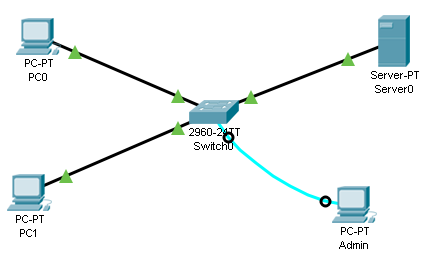 PC-PT
PC0
Server-PT
Server0
2960-24TT
Switch0
PC-PT
PC1
PC-PT
Admin